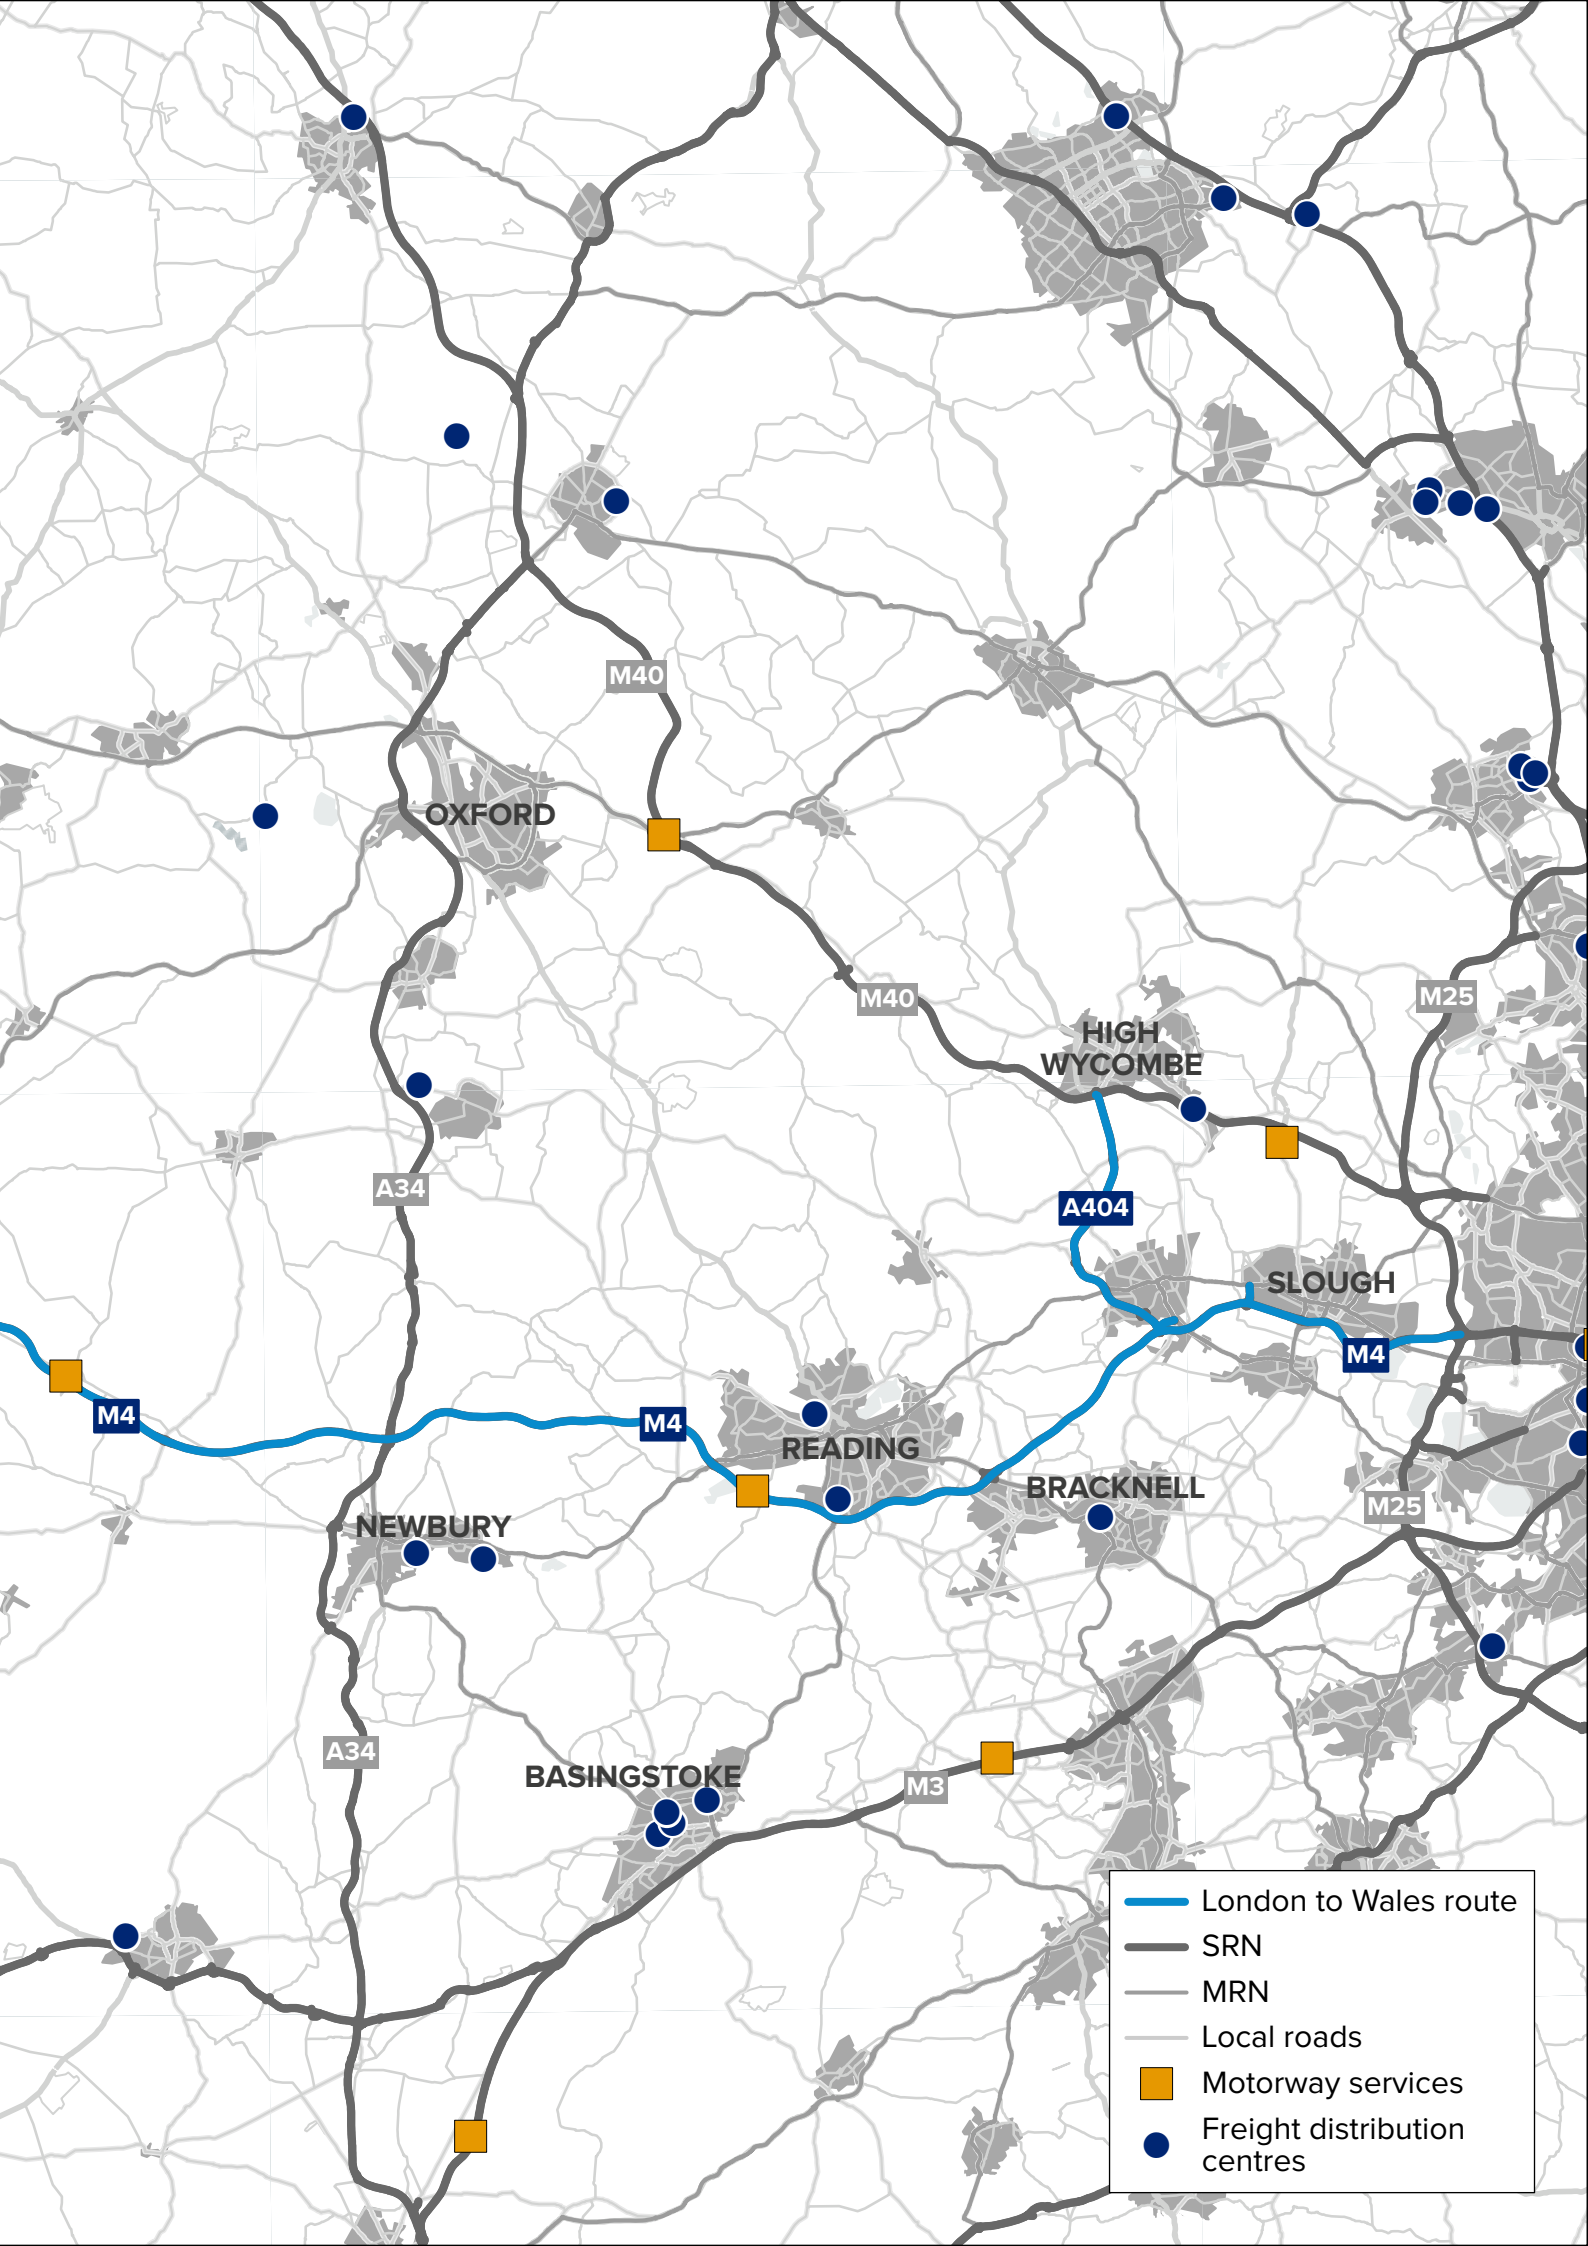 M40
OXFORD
M40
M25
HIGH
WYCOMBE
A34
A404
SLOUGH
M4
M4
M4
READING
BRACKNELL
M25
NEWBURY
A34
BASINGSTOKE
M3
London to Wales route
SRN
MRN
Local roads
Motorway services
Freight distribution
centres